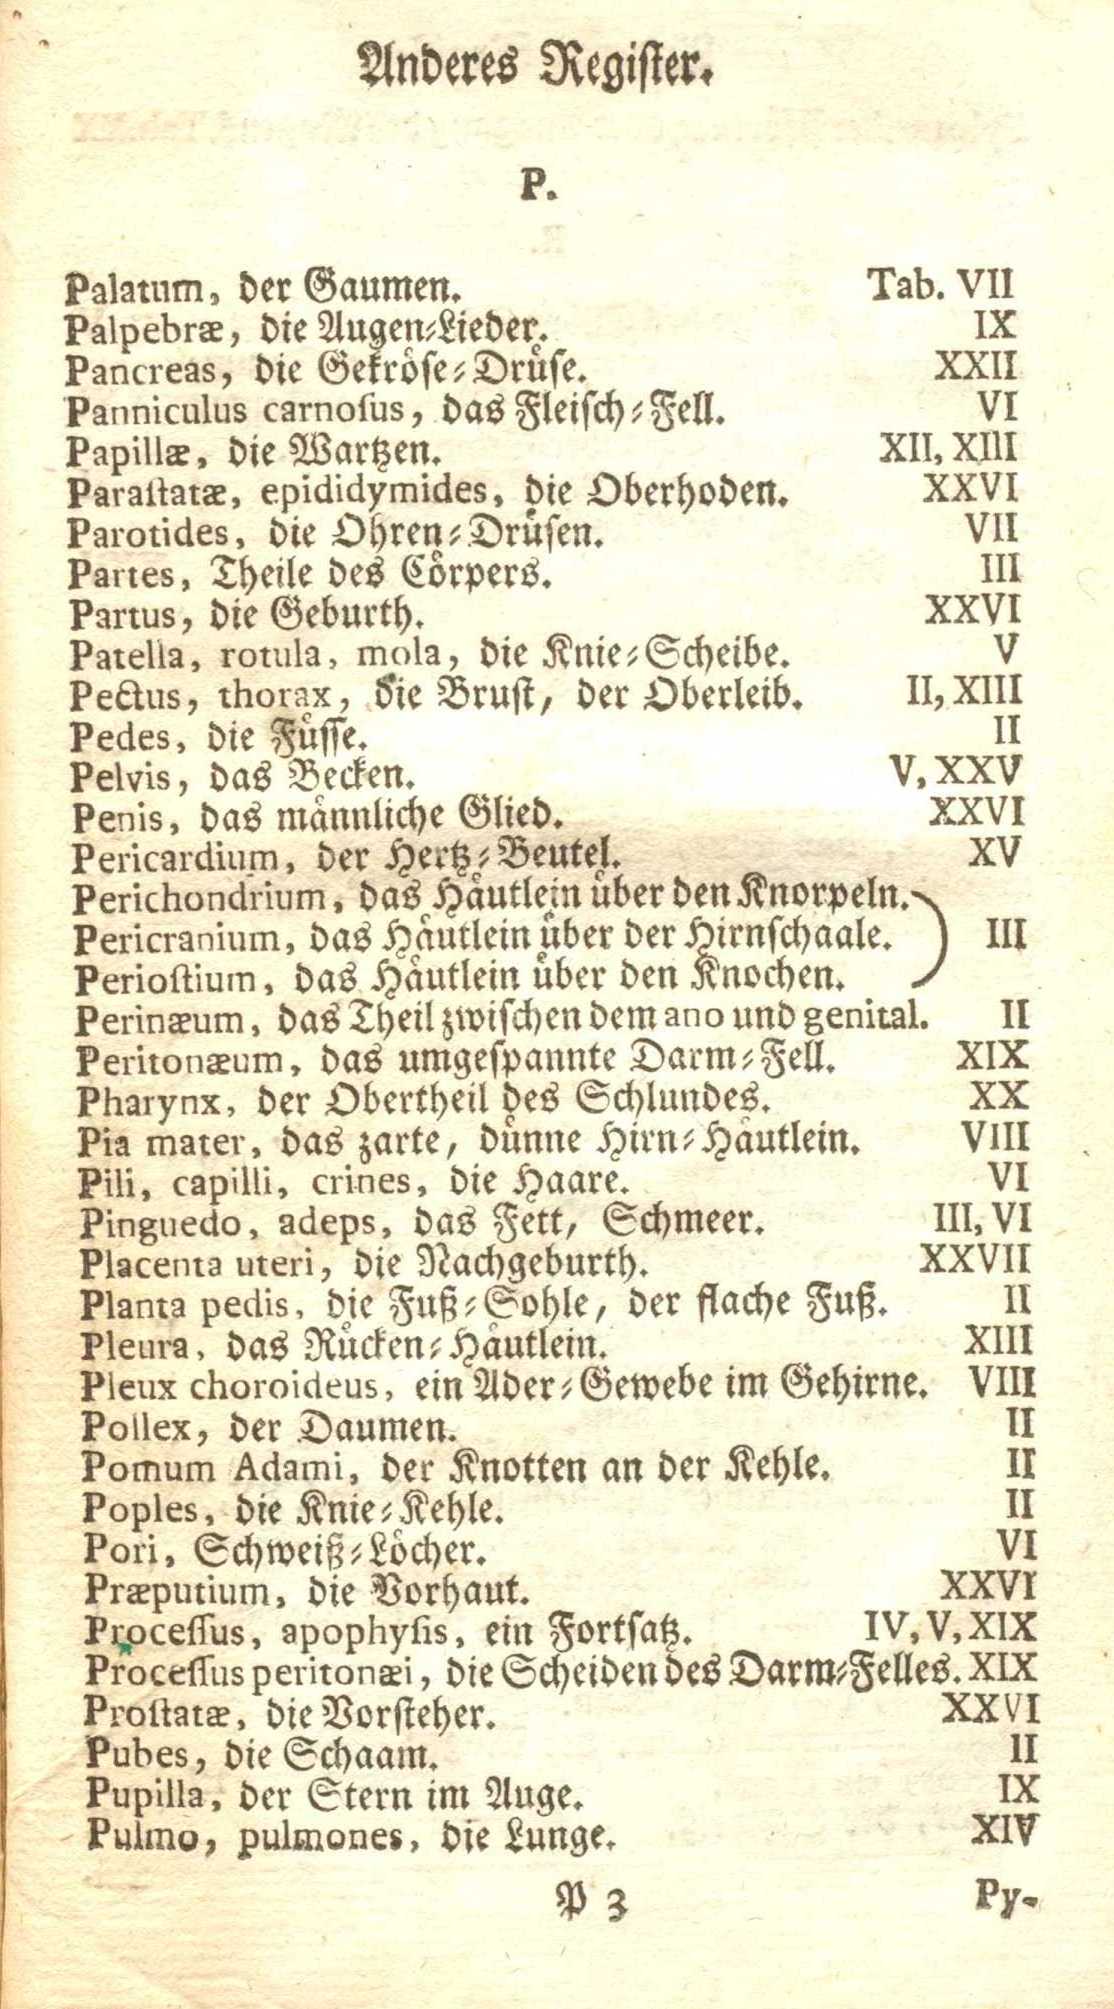 Anderes Register.
P.
Palatum, der Gaumen. Tab. VII
Palpebræ, die Augen-Lieder. IX
Pancreas, die Gekröse-Drüse. XXII
Panniculus carnosus, das Fleisch-Fell. VI
Papillæ, die Wartzen. XII, XIII
Parastatæ, epididymides, die Oberhoden. XXVI
Parotides, die Ohren-Drüsen. VII
Partes, Theile des Cörpers. III
Partus, die Geburth. XXVI
Patella, rotula, mola, die Knie-Scheibe. V
Pectus, thorax, die Brust, der Oberleib. II, XIII
Pedes, die Füsse. II
Pelvis, das Becken. V, XXV
Penis, das männliche Glied. XXVI
Pericardium, der Hertz-Beutel. XV
Perichondrium, das Häutlein über den Knorpeln.
Pericranium, das Häutlein über der Hirnschaale. III
Periostium, das Häutlein über den Knochen.
Perinæum, das Theil zwischen dem ano und genital. II
Peritonæum, das umgespannte Darm-Fell. XIX
Pharynx, der Obertheil des Schlundes. XX
Pia mater, das zarte, dünne Hirn-Häutlein. VIII
Pili, capilli, crines, die Haare. VI
Pinguedo, adeps, das Fett, Schmeer. III, VI
Placenta uteri, die Nachgeburth. XXVII
Planta pedis, die Fuß-Sohle, der flache Fuß. II
Pleura, das Rücken-Häutlein. XIII
Pleux choroideus, ein Ader-Gewebe im Gehirne. VIII
Pollex, der Daumen. II
Pomum Adami, der Knotten an der Kehle. II
Poples, die Knie-Kehle. II
Pori, Schweiß-Löcher. VI
Præputium, die Vorhaut. XXVI
Processus, apophysis, ein Fortsatz. IV, V, XIX
Processus peritonæi, die Scheiden des Darm-Felles. XIX
Prostatæ, die Vorsteher. XXVI
Pubes, die Schaam. II
Pupilla, der Stern im Auge. IX
Pulmo, pulmones, die Lunge. XIV
P 3 Py-